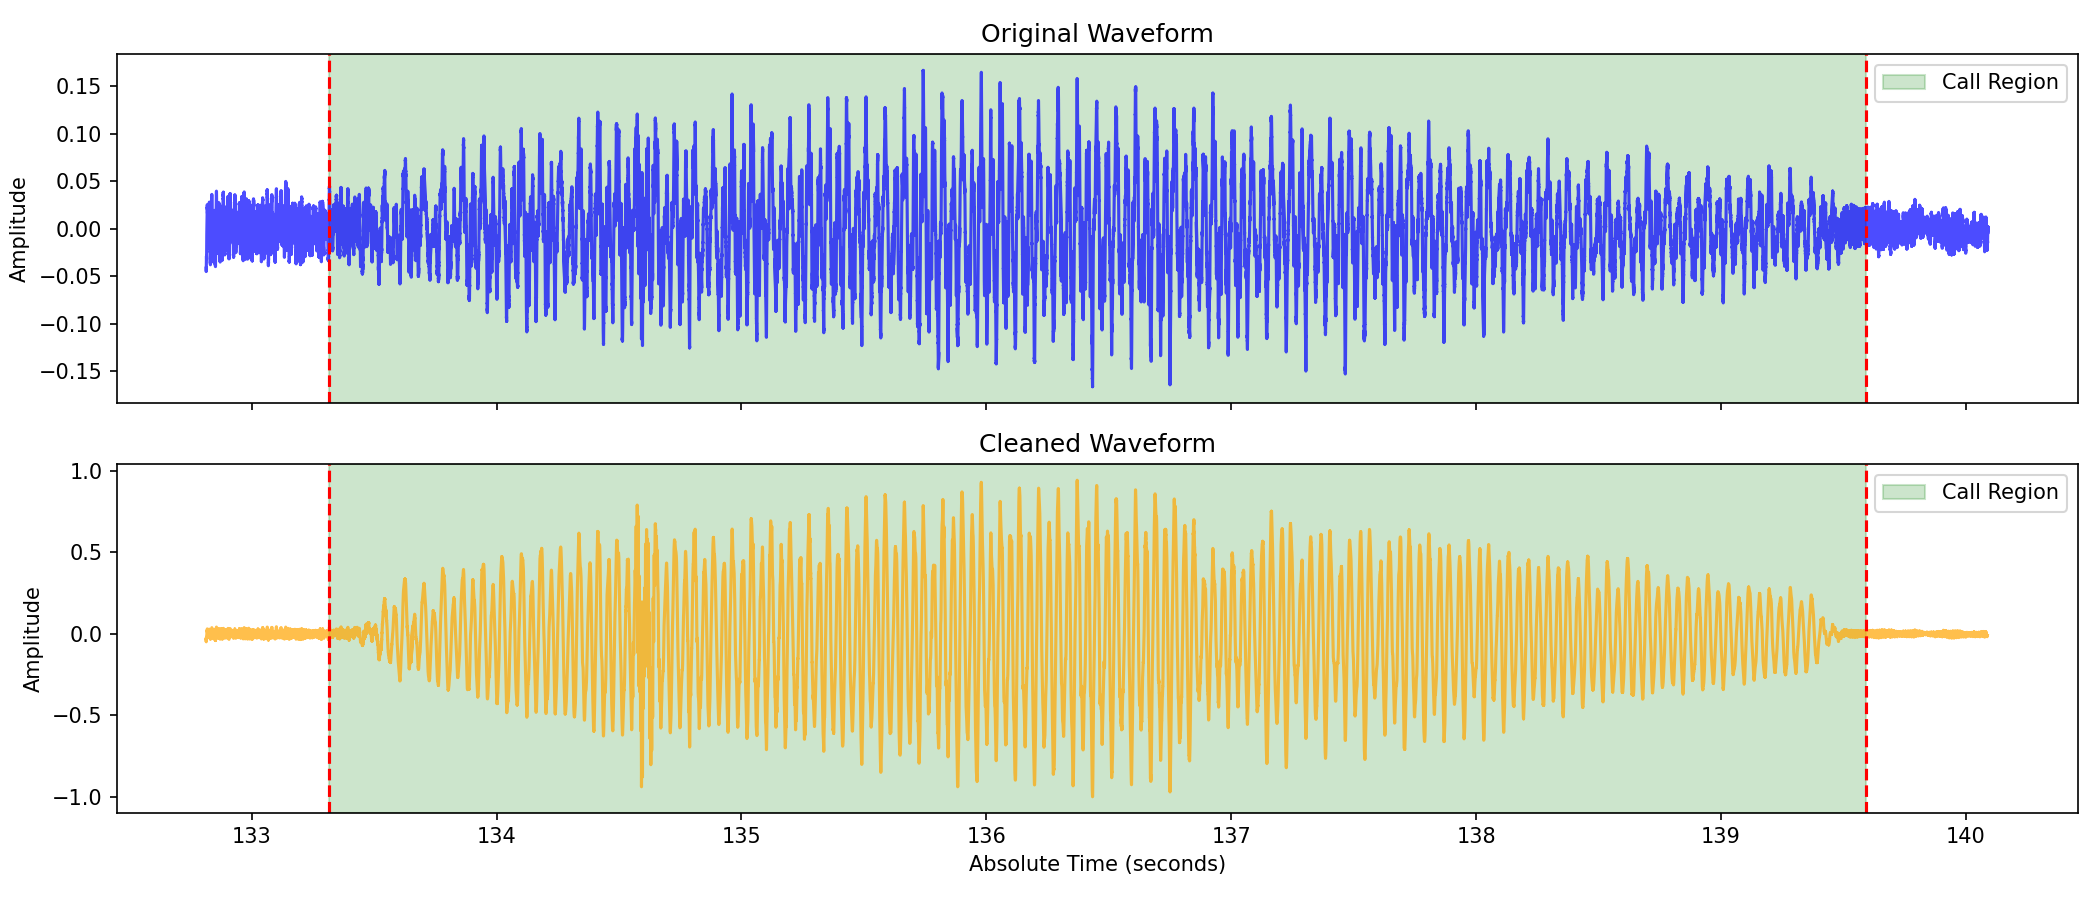 Original Waveform
Amplitude
0.15
0.10
0.05
0.00
−0.05
−0.10
−0.15
Call Region
Cleaned Waveform
Amplitude
1.0
0.5
0.0
−0.5
−1.0
Call Region
133 134 135 136 137 138 139 140
Absolute Time (seconds)